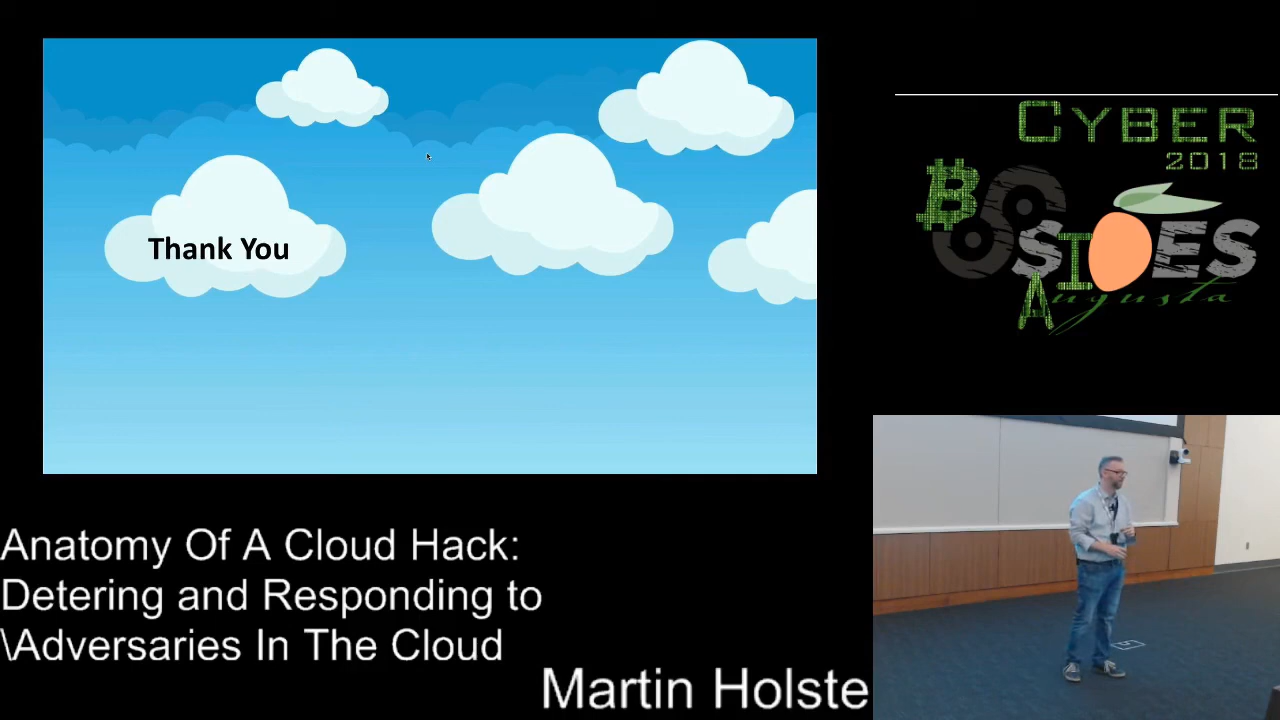 Thank You
CYBER
2018
BSIDES
Augusta
Anatomy Of A Cloud Hack:
Detering and Responding to
\Adversaries In The Cloud
Martin Holste